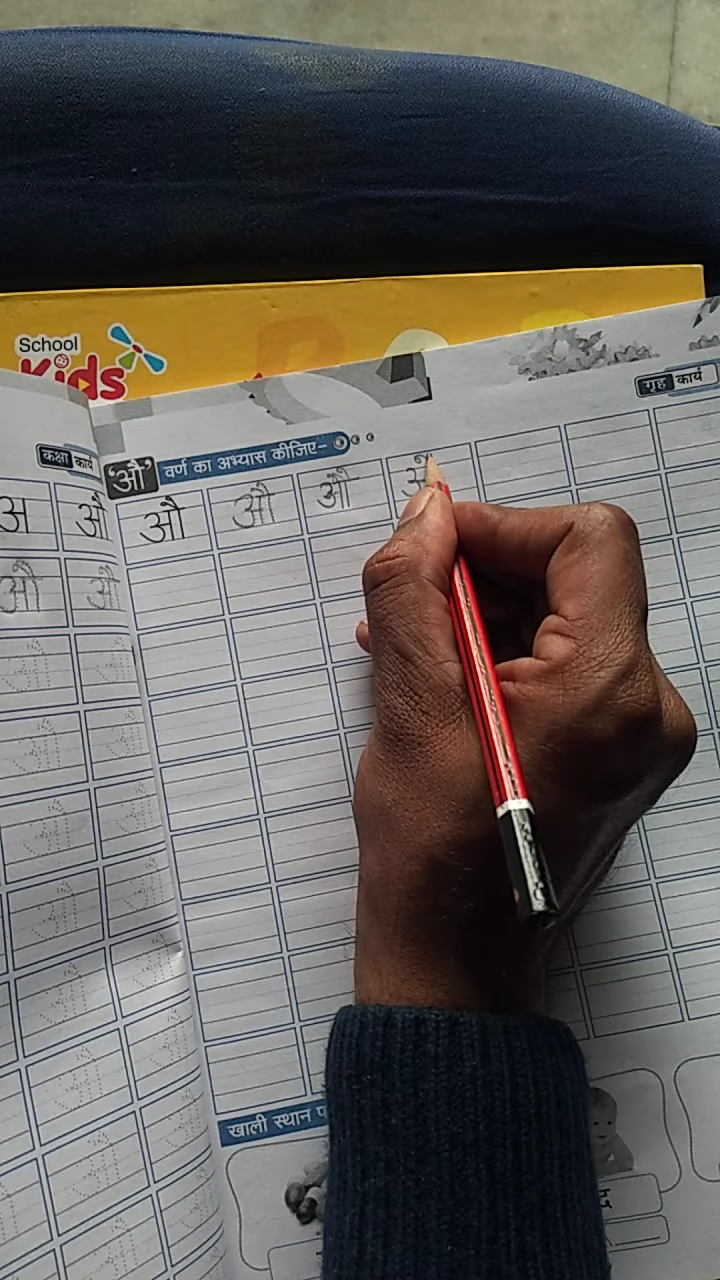 School
Kids
गृह कार्य
कक्षा कार्य
'औ' वर्ण का अभ्यास कीजिए-
अ औ औ औ औ
औ औ
औ औ
औ औ
औ औ
औ औ
औ औ
औ औ
खाली स्थान